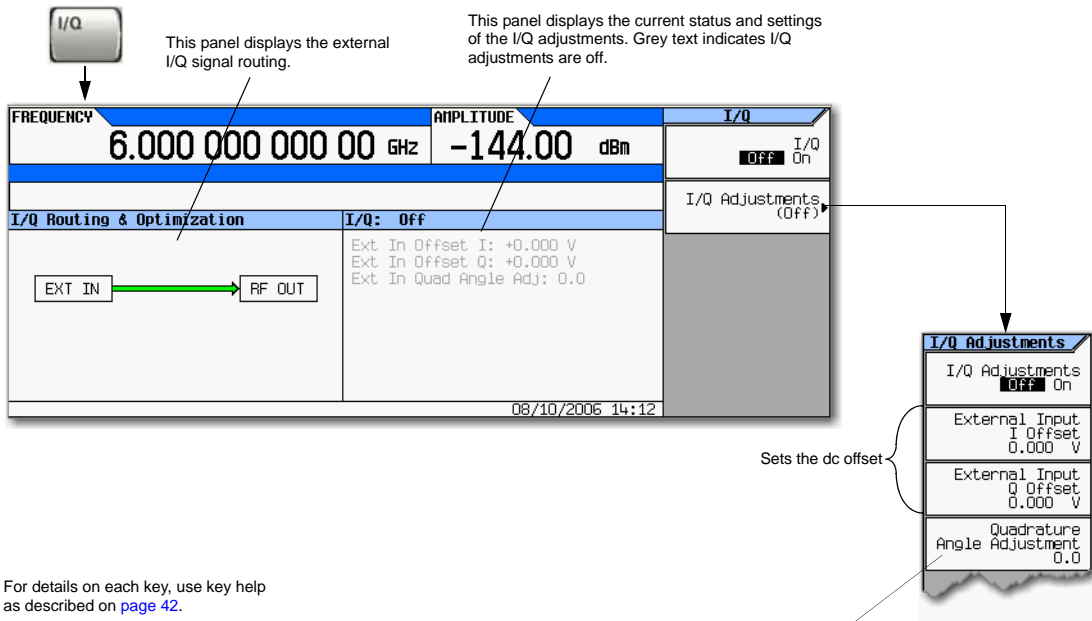 I/Q
This panel displays the external
I/Q signal routing.
This panel displays the current status and settings
of the I/Q adjustments. Grey text indicates I/Q
adjustments are off.
FREQUENCY
6.000 000 000 00 GHz
AMPLITUDE
-144.00 dBm
I/Q
I/Q
Off On
I/Q Adjustments
(Off)
I/Q Routing & Optimization
EXT IN
RF OUT
I/Q: Off
Ext In Offset I: +0.000 V
Ext In Offset Q: +0.000 V
Ext In Quad Angle Adj: 0.0
08/10/2006 14:12
I/Q Adjustments
I/Q Adjustments
Off On
Sets the dc offset
External Input
I Offset
0.000 V
External Input
Q Offset
0.000 V
Quadrature
Angle Adjustment
0.0
For details on each key, use key help
as described on page 42.